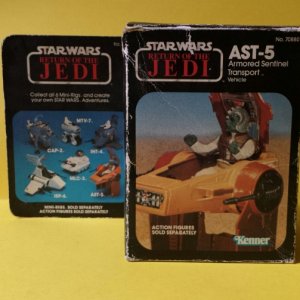 STAR WARS
RETURN OF THE
JEDI
Collect all 6 Mini-Rigs, and create
your own STAR WARS Adventures.
MTV-7.
CAP-2.
INT-4.
MLC-3.
AST-5.
ISP-6.
MINI-RIGS. SOLD SEPARATELY
ACTION FIGURES SOLD SEPARATELY
STAR WARS
RETURN OF THE
JEDI
AST-5
Armored Sentinel
Transport
Vehicle
ACTION FIGURES
SOLD SEPARATELY
Kenner